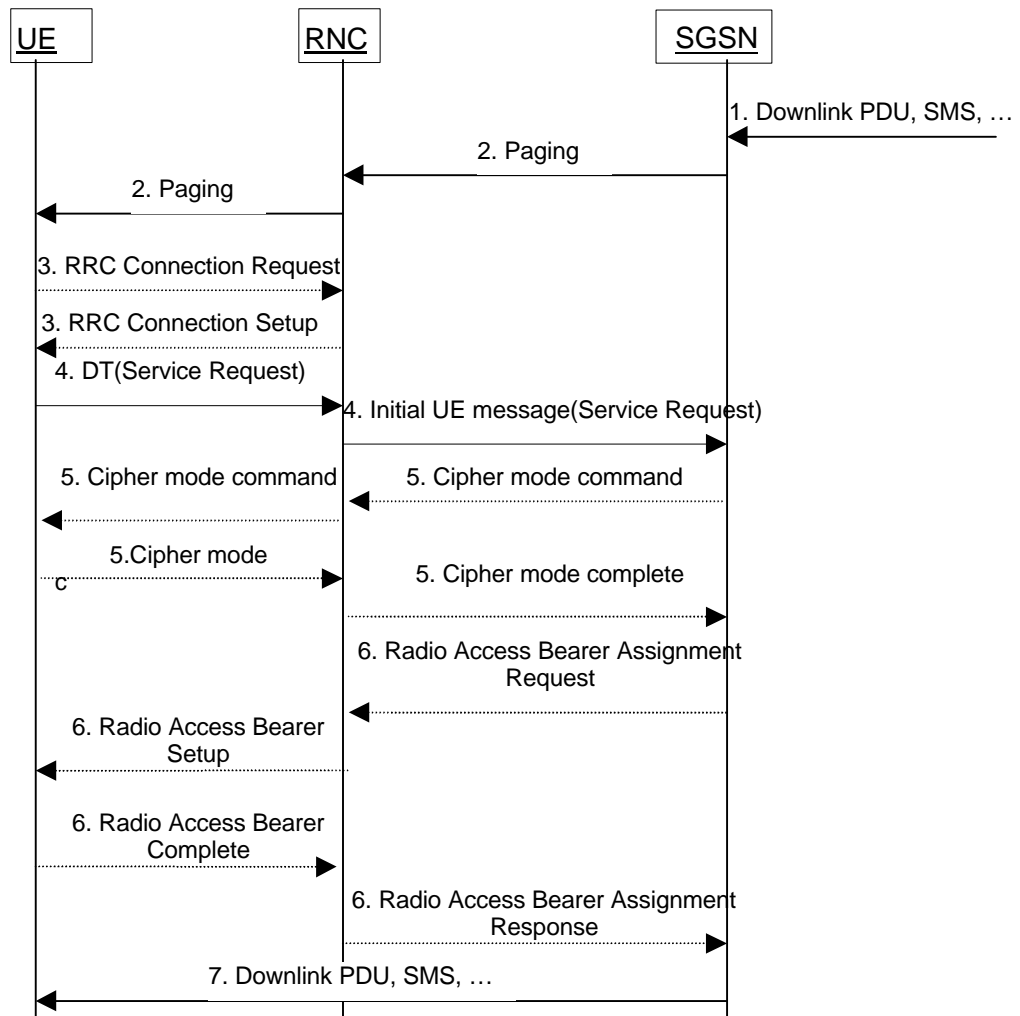 UE
RNC
SGSN
1. Downlink PDU, SMS, …
2. Paging
2. Paging
3. RRC Connection Request
3. RRC Connection Setup
4. DT(Service Request)
4. Initial UE message(Service Request)
5. Cipher mode command
5. Cipher mode command
5.Cipher mode
c
5. Cipher mode complete
6. Radio Access Bearer Assignment
Request
6. Radio Access Bearer
Setup
6. Radio Access Bearer
Complete
6. Radio Access Bearer Assignment
Response
7. Downlink PDU, SMS, …